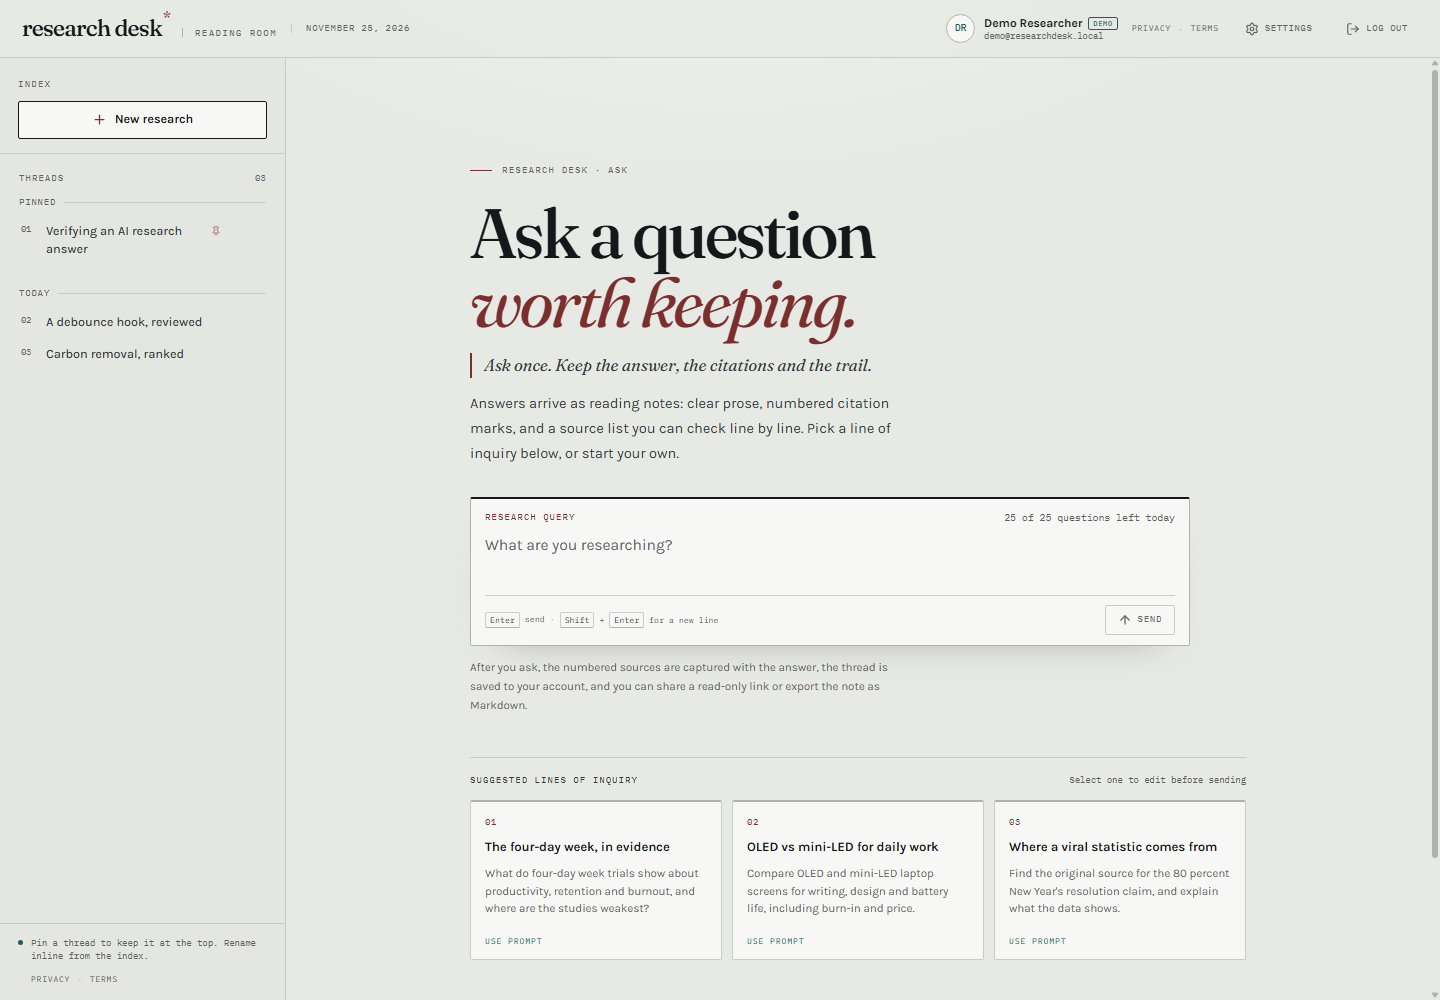 research desk*
READING ROOM
NOVEMBER 25, 2026
DR
Demo Researcher DEMO
demo@researchdesk.local
PRIVACY · TERMS
SETTINGS
LOG OUT
INDEX
+ New research
THREADS 03
PINNED
01 Verifying an AI research
answer
TODAY
02 A debounce hook, reviewed
03 Carbon removal, ranked
Pin a thread to keep it at the top. Rename
inline from the index.
PRIVACY · TERMS
RESEARCH DESK · ASK
Ask a question
worth keeping.
Ask once. Keep the answer, the citations and the trail.
Answers arrive as reading notes: clear prose, numbered citation
marks, and a source list you can check line by line. Pick a line of
inquiry below, or start your own.
RESEARCH QUERY
25 of 25 questions left today
What are you researching?
Enter send · Shift + Enter for a new line
SEND
After you ask, the numbered sources are captured with the answer, the thread is
saved to your account, and you can share a read-only link or export the note as
Markdown.
SUGGESTED LINES OF INQUIRY
Select one to edit before sending
01
The four-day week, in evidence
What do four-day week trials show about
productivity, retention and burnout, and
where are the studies weakest?
USE PROMPT
02
OLED vs mini-LED for daily work
Compare OLED and mini-LED laptop
screens for writing, design and battery
life, including burn-in and price.
USE PROMPT
03
Where a viral statistic comes from
Find the original source for the 80 percent
New Year's resolution claim, and explain
what the data shows.
USE PROMPT